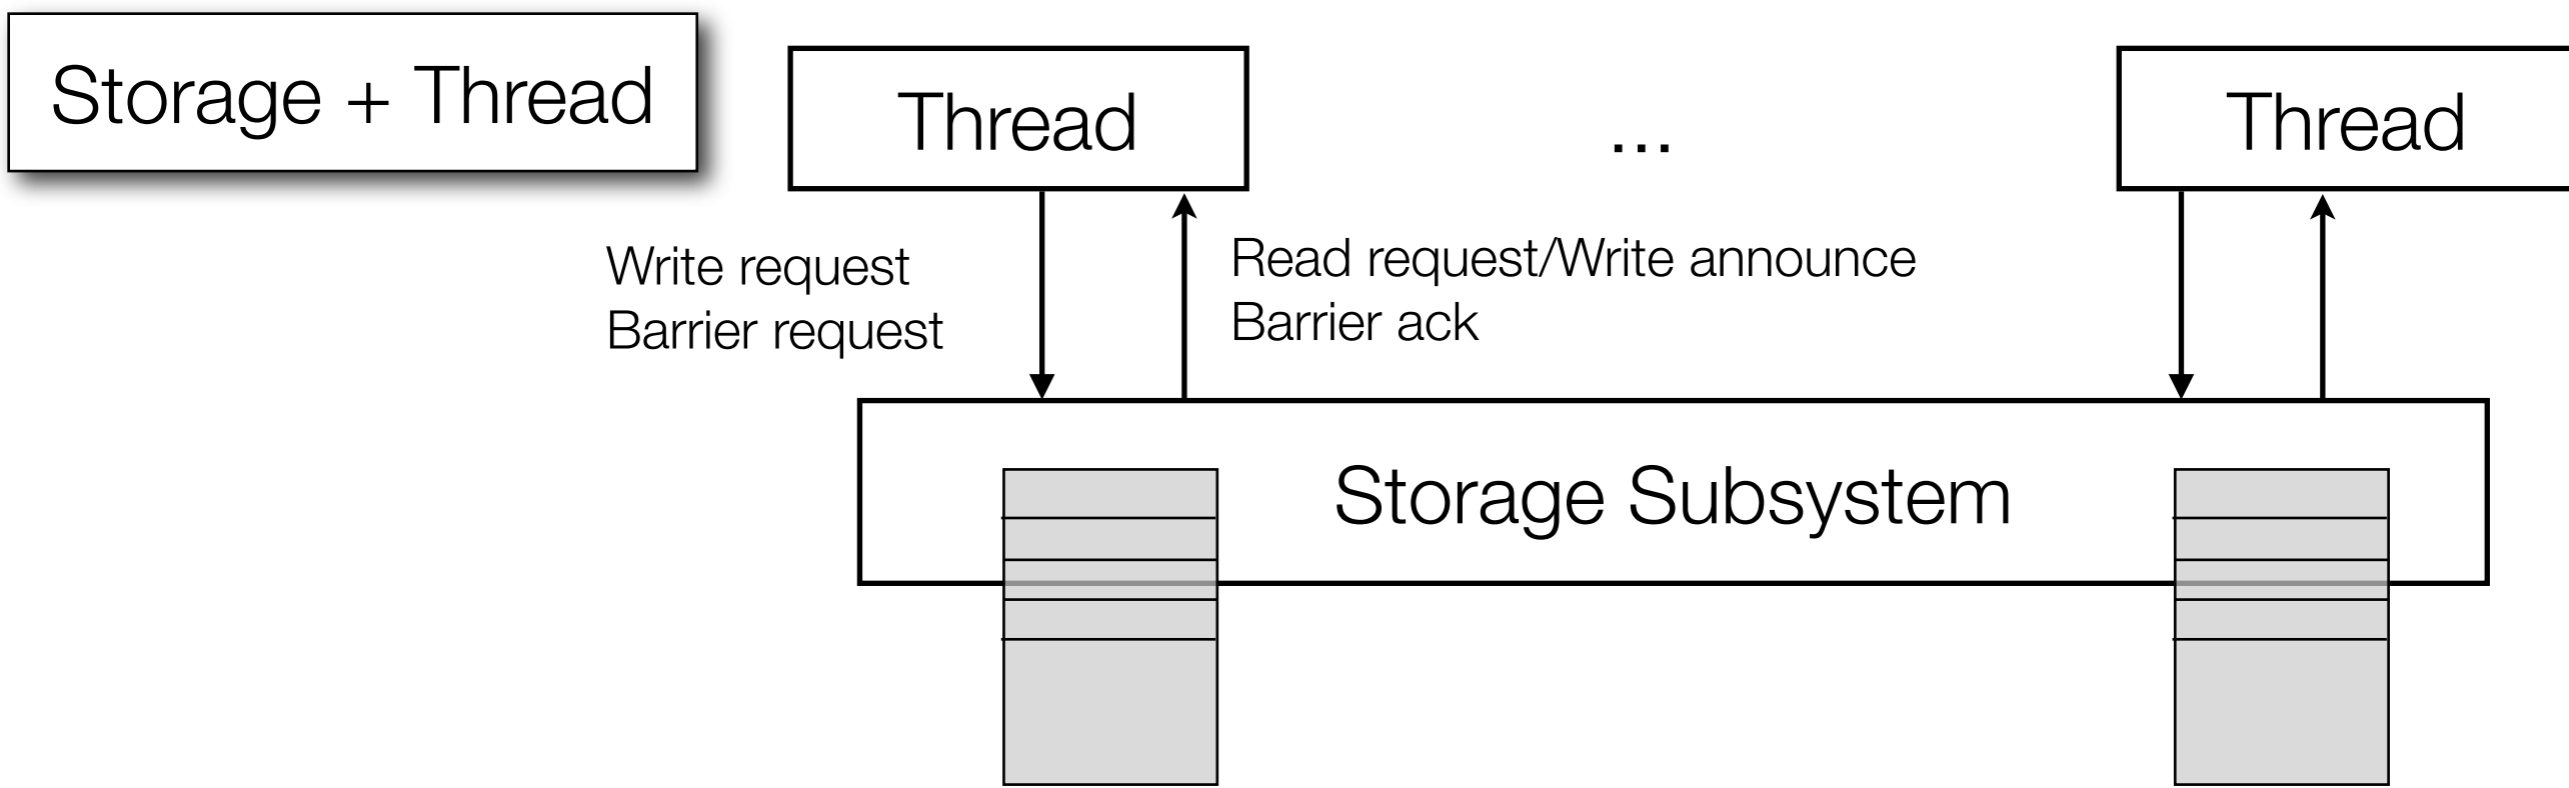 Storage + Thread
Thread
...
Thread
Write request
Barrier request
Read request/Write announce
Barrier ack
Storage Subsystem